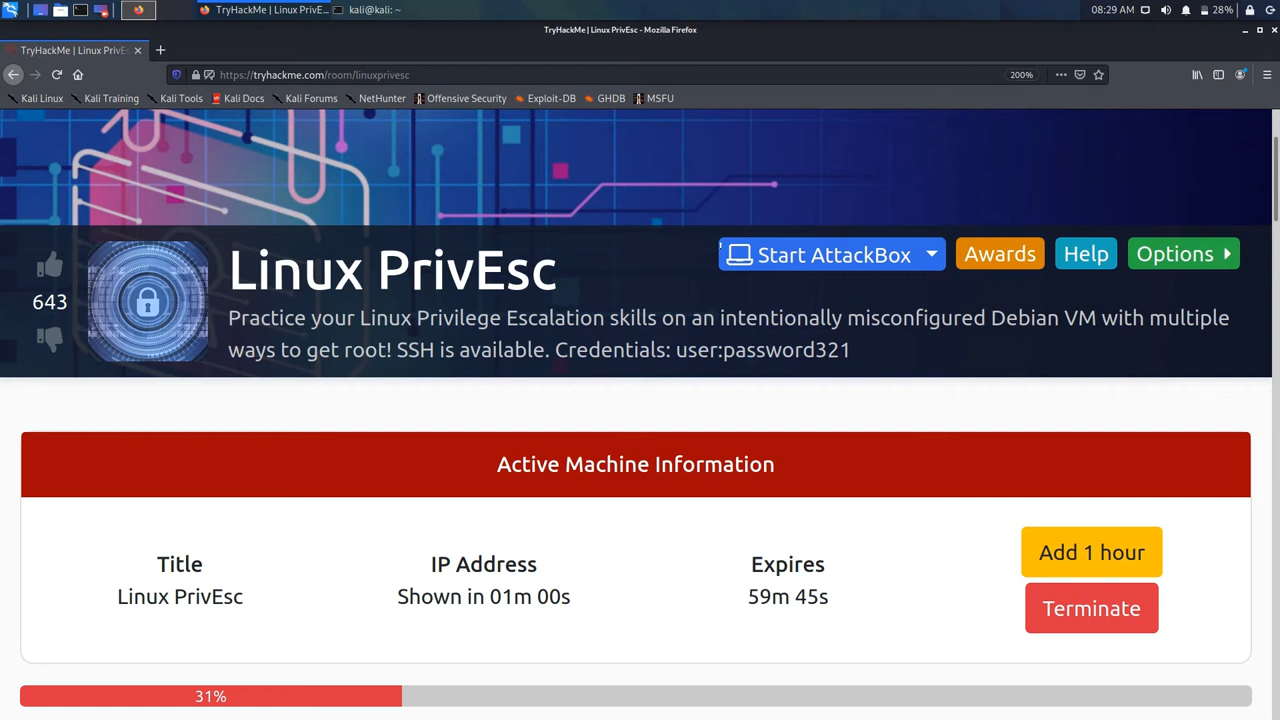 TryHackMe | Linux PrivE...
kali@kali: ~
08:29 AM
28%
TryHackMe | Linux PrivEsc - Mozilla Firefox
TryHackMe | Linux PrivEs
https://tryhackme.com/room/linuxprivesc
200%
Kali Linux
Kali Training
Kali Tools
Kali Docs
Kali Forums
NetHunter
Offensive Security
Exploit-DB
GHDB
MSFU
Start AttackBox
Awards
Help
Options
Linux PrivEsc
643
Practice your Linux Privilege Escalation skills on an intentionally misconfigured Debian VM with multiple
ways to get root! SSH is available. Credentials: user:password321
Active Machine Information
Title
IP Address
Expires
Add 1 hour
Linux PrivEsc
Shown in 01m 00s
59m 45s
Terminate
31%